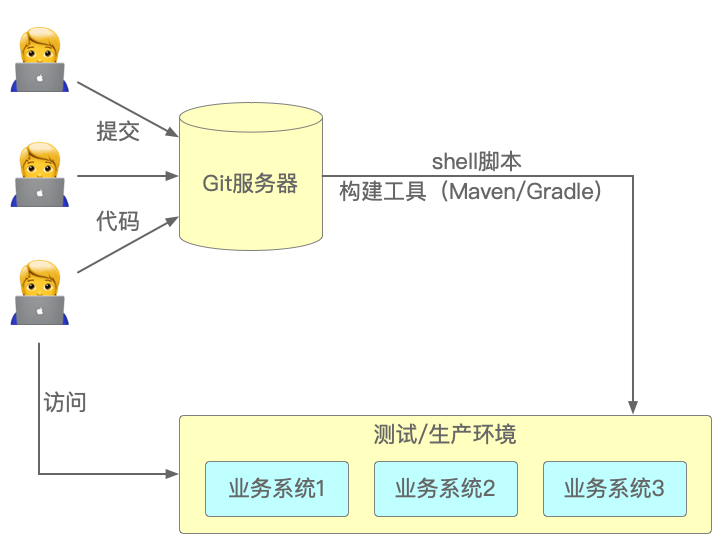 提交
Git服务器
代码
shell脚本
构建工具（Maven/Gradle）
访问
测试/生产环境
业务系统1
业务系统2
业务系统3